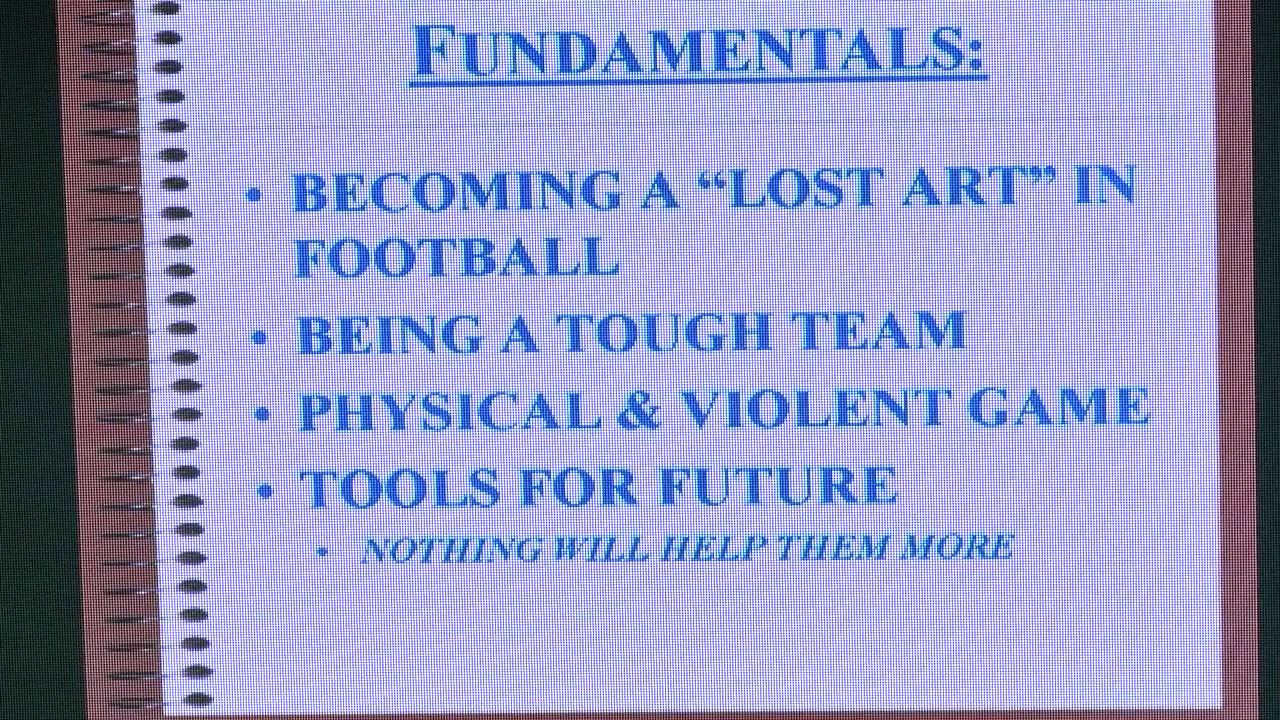 FUNDAMENTALS:
• BECOMING A “LOST ART” IN
FOOTBALL
• BEING A TOUGH TEAM
• PHYSICAL & VIOLENT GAME
• TOOLS FOR FUTURE
• NOTHING WILL HELP THEM MORE